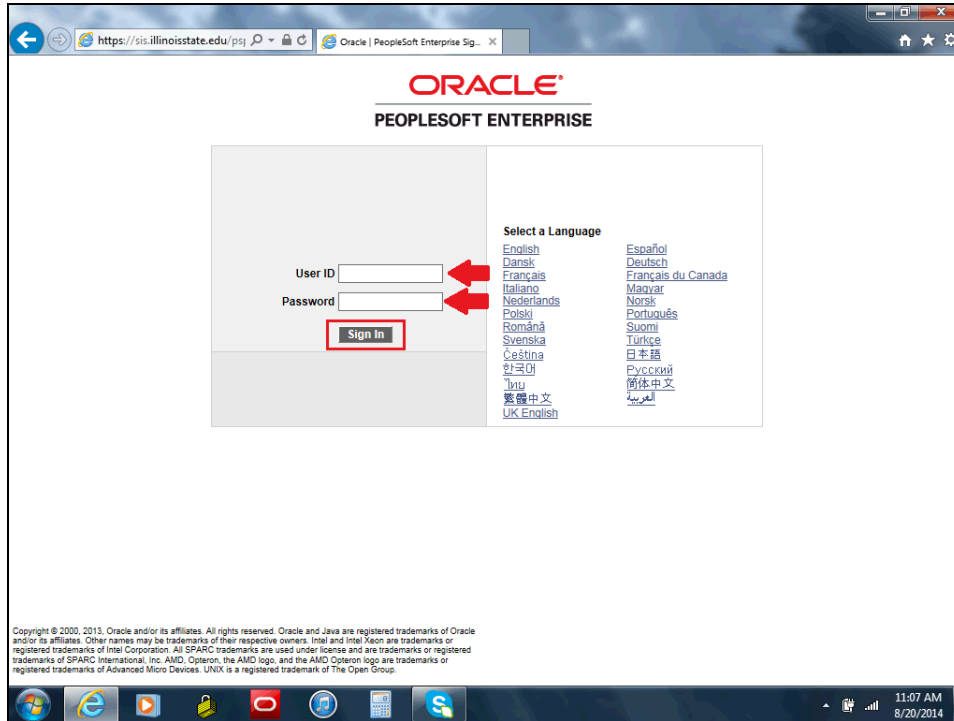 https://sis.illinoisstate.edu/psp
Oracle | PeopleSoft Enterprise Sig...
ORACLE®
PEOPLESOFT ENTERPRISE
Select a Language
English Español
Dansk Deutsch
Français Français du Canada
Italiano Magyar
Nederlands Norsk
Polski Português
Română Suomi
Svenska Türkçe
Čeština 日本語
한국어 Русский
ไทย 简体中文
繁體中文 العربية
UK English
User ID
Password
Sign In
Copyright © 2000, 2013, Oracle and/or its affiliates. All rights reserved. Oracle and Java are registered trademarks of Oracle
and/or its affiliates. Other names may be trademarks of their respective owners. Intel and Intel Xeon are trademarks or
registered trademarks of Intel Corporation. All SPARC trademarks are used under license and are trademarks or registered
trademarks of SPARC International, Inc. AMD, Opteron, the AMD logo, and the AMD Opteron logo are trademarks or
registered trademarks of Advanced Micro Devices. UNIX is a registered trademark of The Open Group.
11:07 AM
8/20/2014